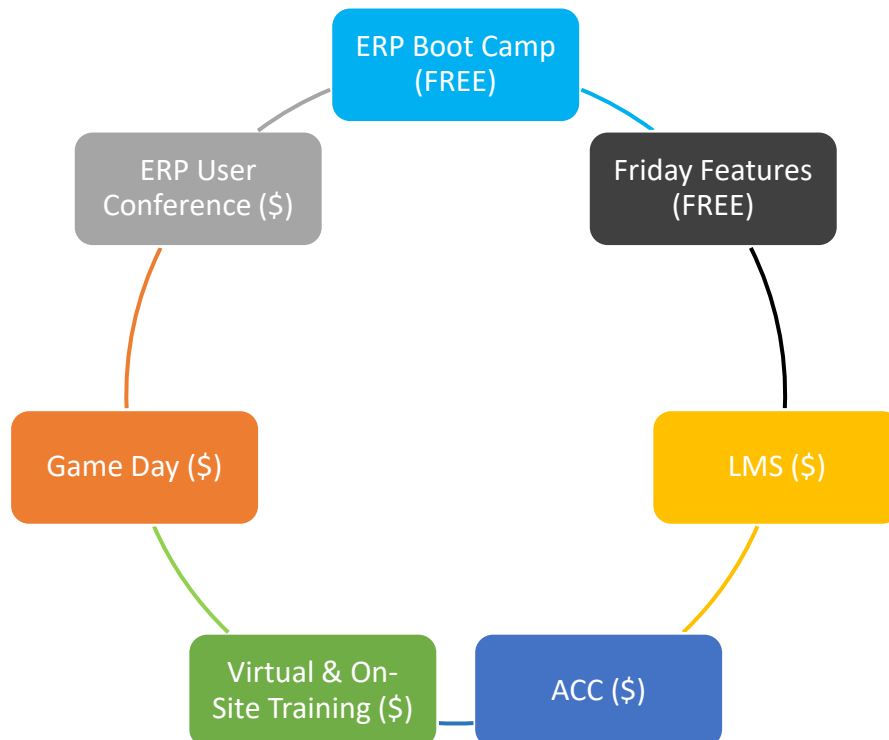 ERP Boot Camp
(FREE)
Friday Features
(FREE)
LMS ($)
ACC ($)
Virtual & On-
Site Training ($)
Game Day ($)
ERP User
Conference ($)